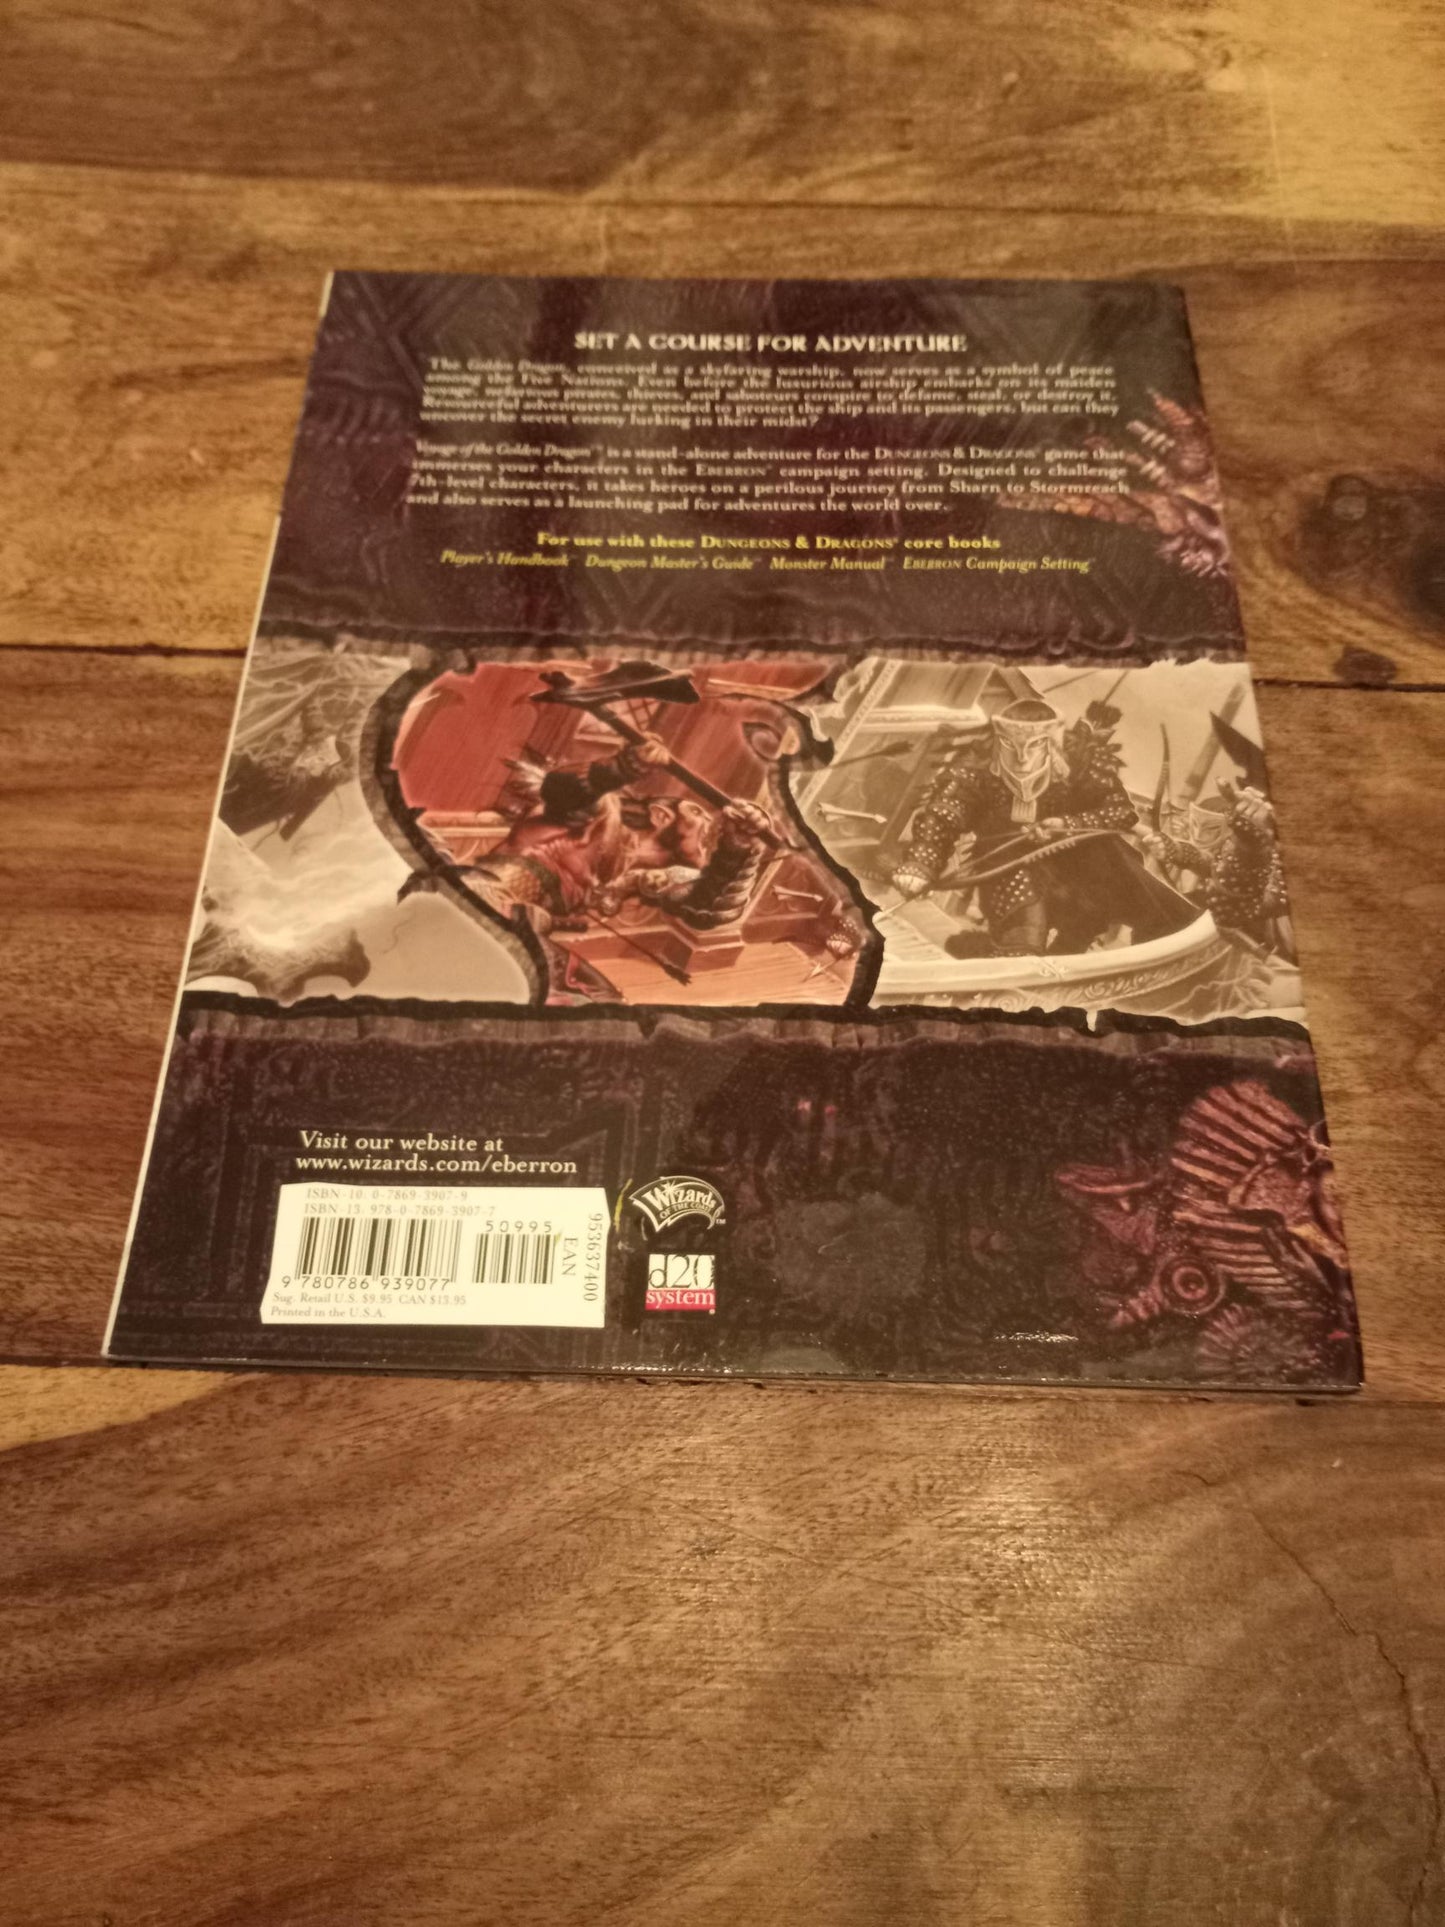 SET A COURSE FOR ADVENTURE
The Golden Dragon, conceived as a skyfaring warship, now serves as a symbol of peace
among the Five Nations. Even before the luxurious airship embarks on its maiden
voyage, nefarious pirates, thieves, and saboteurs conspire to defame, steal, or destroy it.
Resourceful adventurers are needed to protect the ship and its passengers, but can they
uncover the secret enemy lurking in their midst?
Voyage of the Golden Dragon™ is a stand-alone adventure for the DUNGEONS & DRAGONS® game that
immerses your characters in the EBERRON® campaign setting. Designed to challenge
7th-level characters, it takes heroes on a perilous journey from Sharn to Stormreach
and also serves as a launching pad for adventures the world over.
For use with these DUNGEONS & DRAGONS® core books
Player's Handbook™ Dungeon Master's Guide™ Monster Manual™ EBERRON Campaign Setting™
Visit our website at
www.wizards.com/eberron
ISBN-10: 0-7869-3907-9
ISBN-13: 978-0-7869-3907-7
50995
9 780786 939077
EAN
953637400
Sug. Retail U.S. $9.95 CAN $13.95
Printed in the U.S.A.
Wizards
OF THE COAST™
d20
system